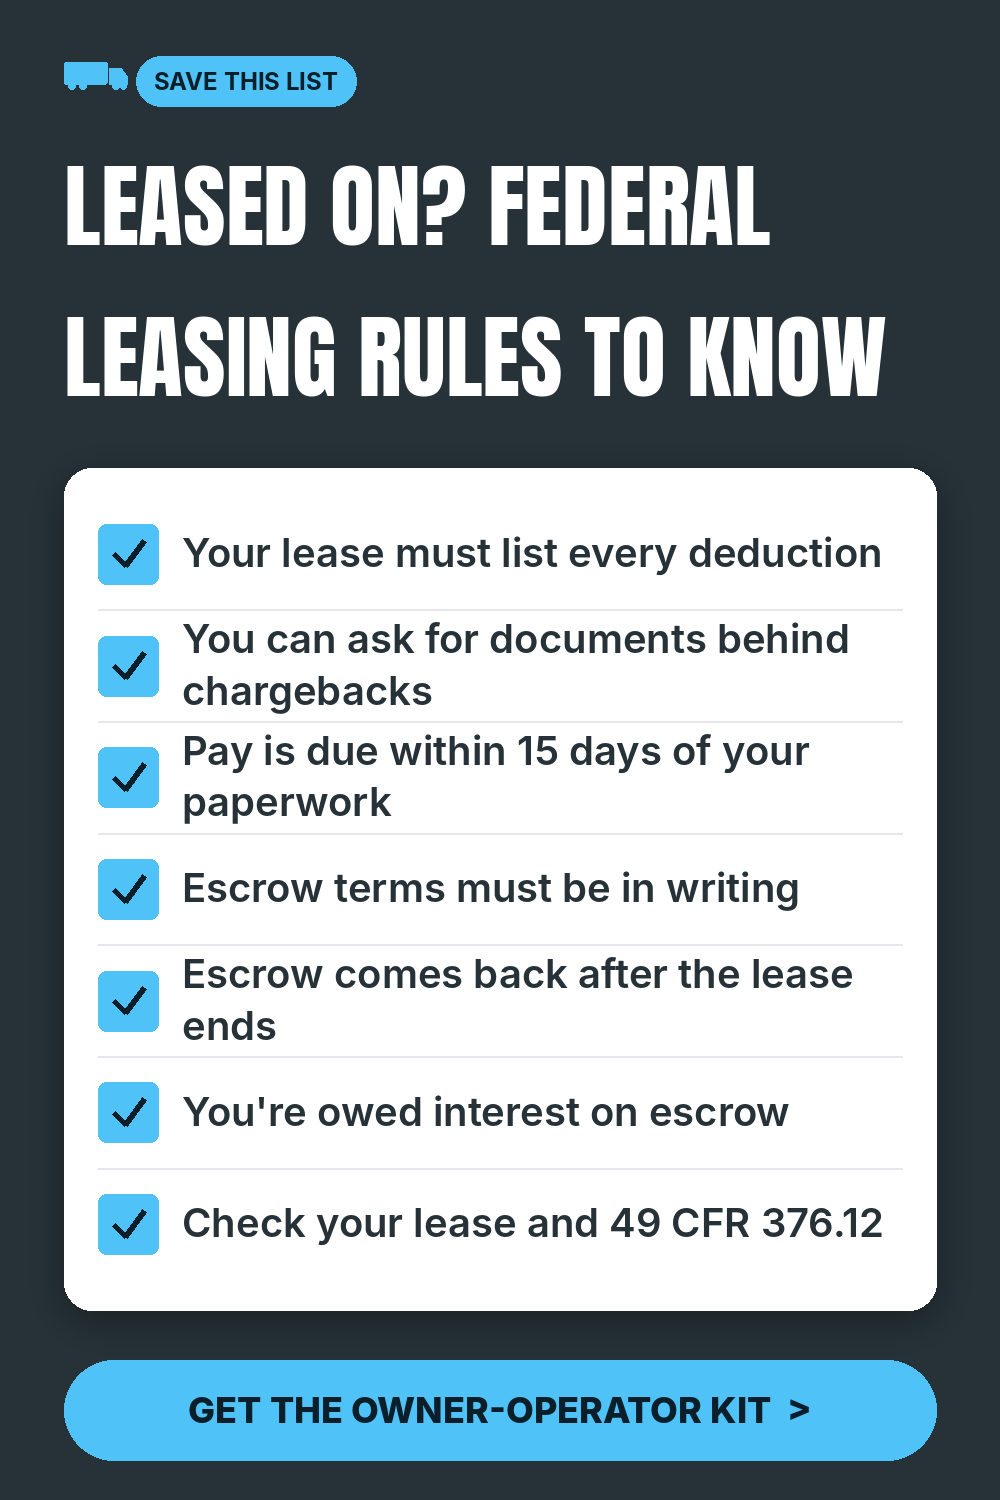 SAVE THIS LIST
LEASED ON? FEDERAL
LEASING RULES TO KNOW
Your lease must list every deduction
You can ask for documents behind
chargebacks
Pay is due within 15 days of your
paperwork
Escrow terms must be in writing
Escrow comes back after the lease
ends
You're owed interest on escrow
Check your lease and 49 CFR 376.12
GET THE OWNER-OPERATOR KIT >